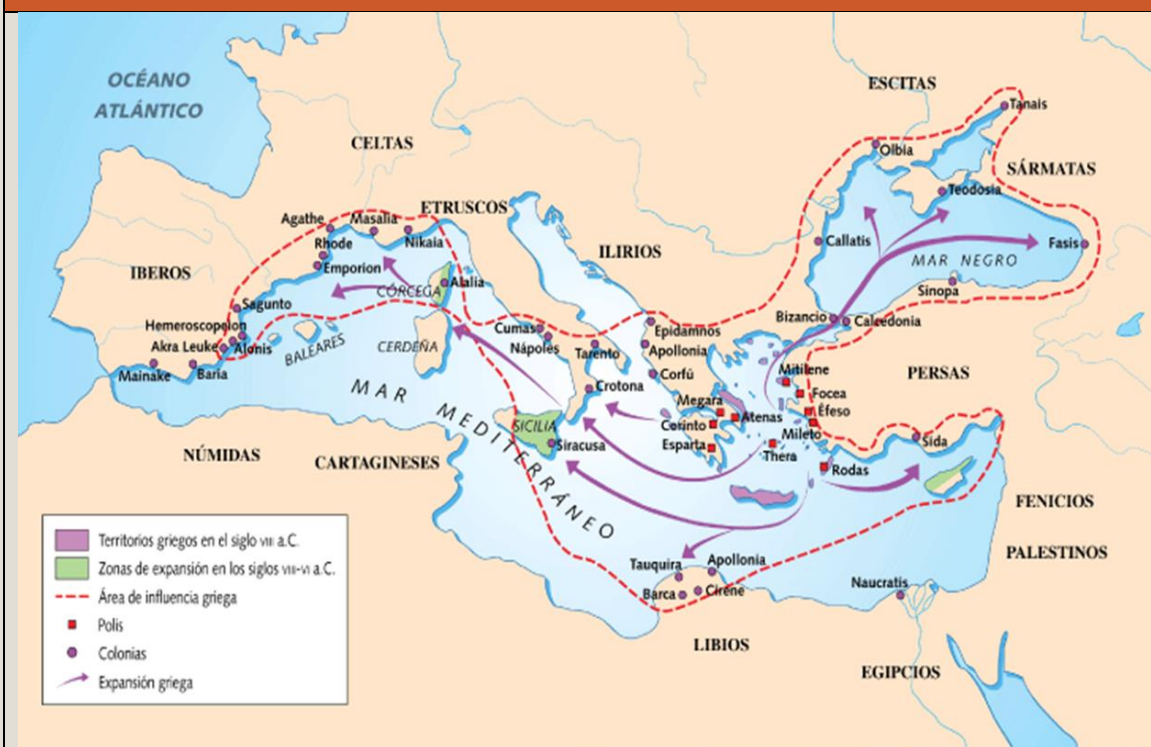 OCÉANO
ATLÁNTICO
ESCITAS
Tanais
CELTAS
Olbia
SÁRMATAS
Teodosia
ETRUSCOS
Agathe
Masalia
Nikaia
ILIRIOS
Callatis
Fasis
MAR NEGRO
Rhode
Emporion
IBEROS
Alalia
CÓRCEGA
Sinopa
Sagunto
Bizancio
Calcedonia
Hemeroscopelon
Akra Leuke
Alonis
BALEARES
CERDEÑA
Cumas
Nápoles
Tarento
Epidamnos
Apollonia
Corfú
Mainake
Baria
Crotona
Mitilene
PERSAS
Focea
Megara
Atenas
Éfeso
Corinto
Mileto
Esparta
Thera
Sida
Rodas
MAR MEDITERRÁNEO
SICILIA
Siracusa
NÚMIDAS
CARTAGINESES
FENICIOS
PALESTINOS
Tauquira
Apollonia
Barca
Cirene
Naucratis
LIBIOS
EGIPCIOS
Territorios griegos en el siglo VIII a.C.
Zonas de expansión en los siglos VIII-VI a.C.
Área de influencia griega
Polis
Colonias
Expansión griega